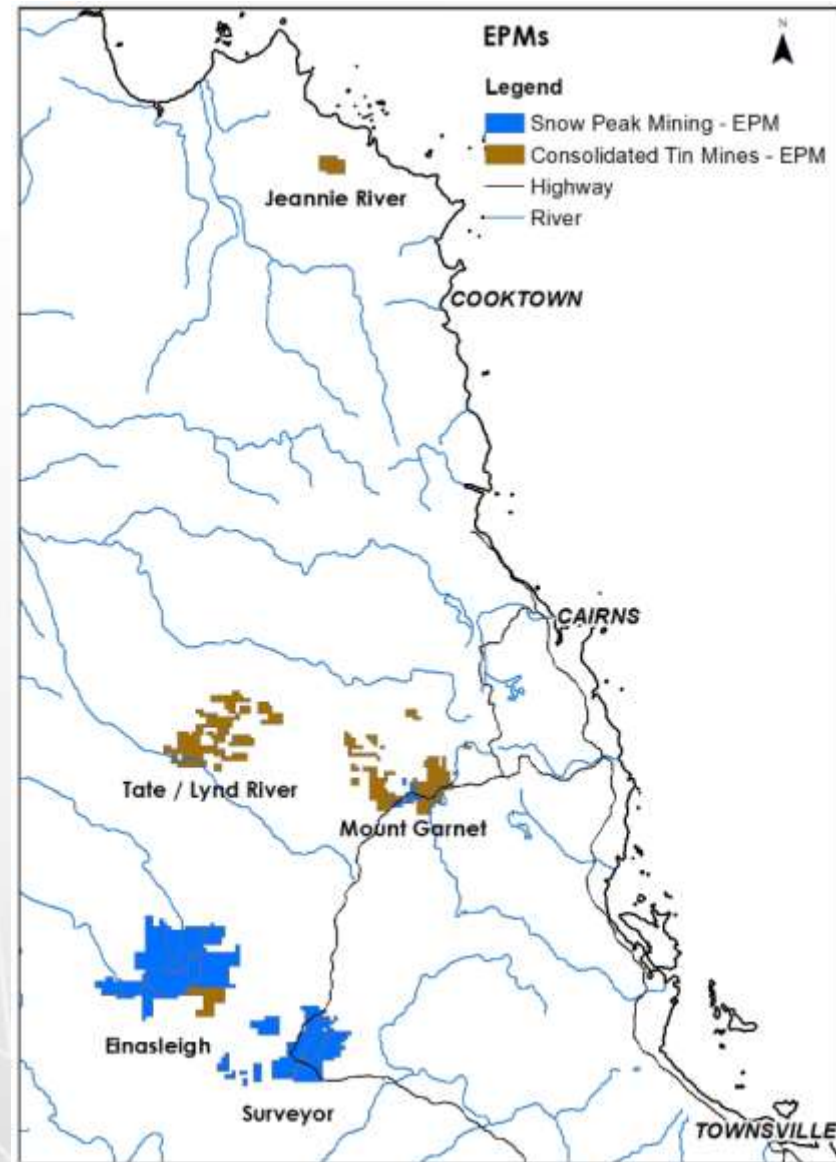 EPMs
N
Legend
Snow Peak Mining - EPM
Consolidated Tin Mines - EPM
Highway
River
Jeannie River
COOKTOWN
CAIRNS
Tate / Lynd River
Mount Garnet
Einasleigh
Surveyor
TOWNSVILLE